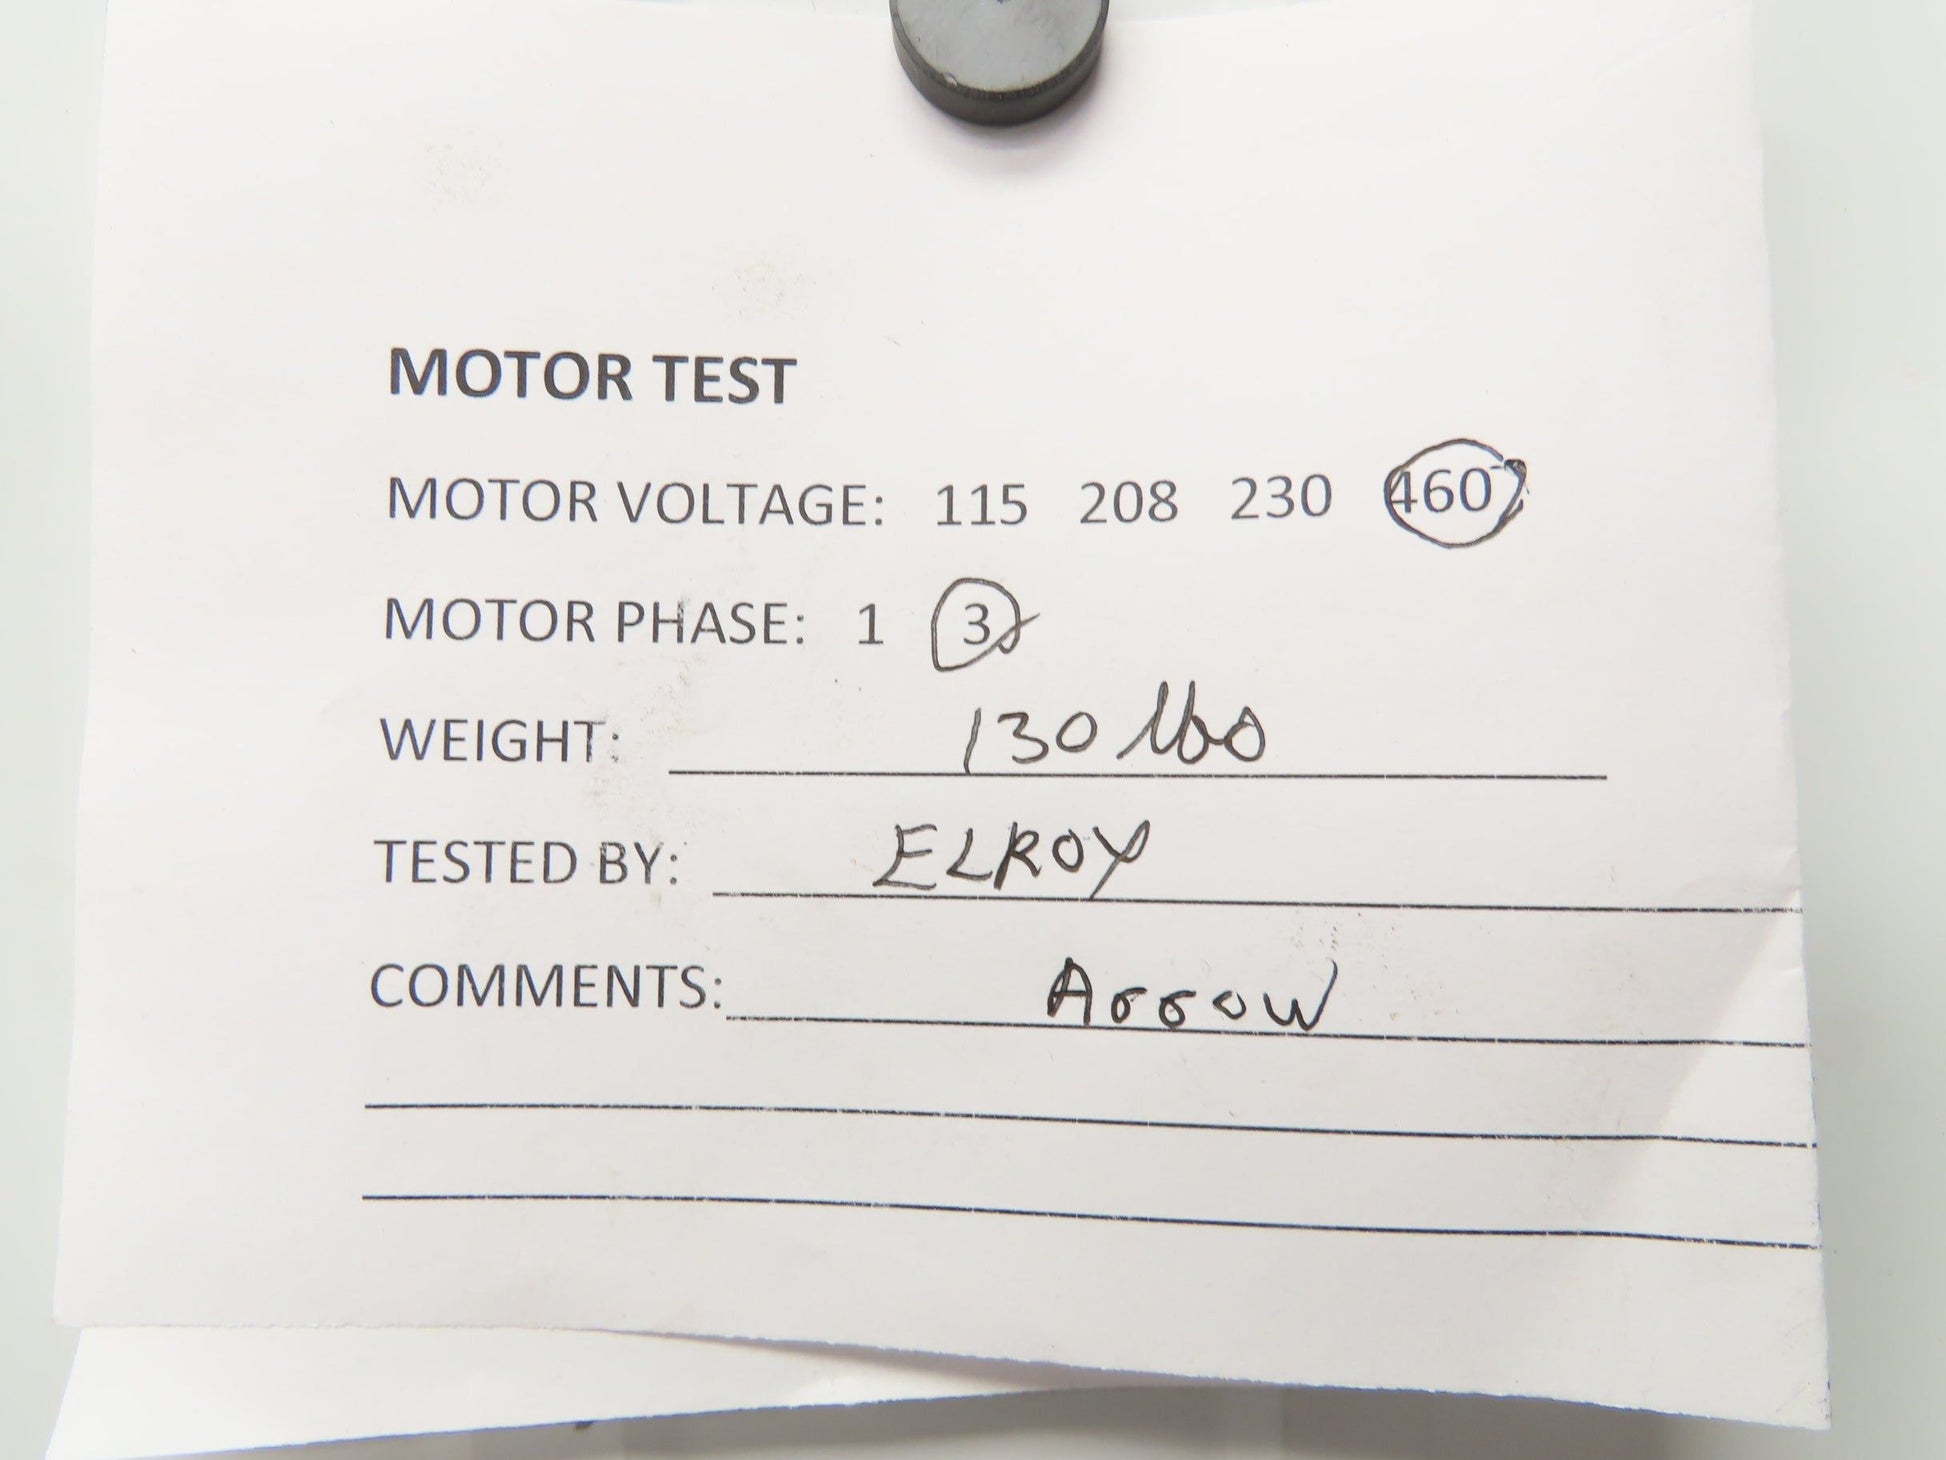 MOTOR TEST
MOTOR VOLTAGE: 115 208 230 460
MOTOR PHASE: 1 3
WEIGHT: 130 lbs
TESTED BY: ELROY
COMMENTS: Arrow